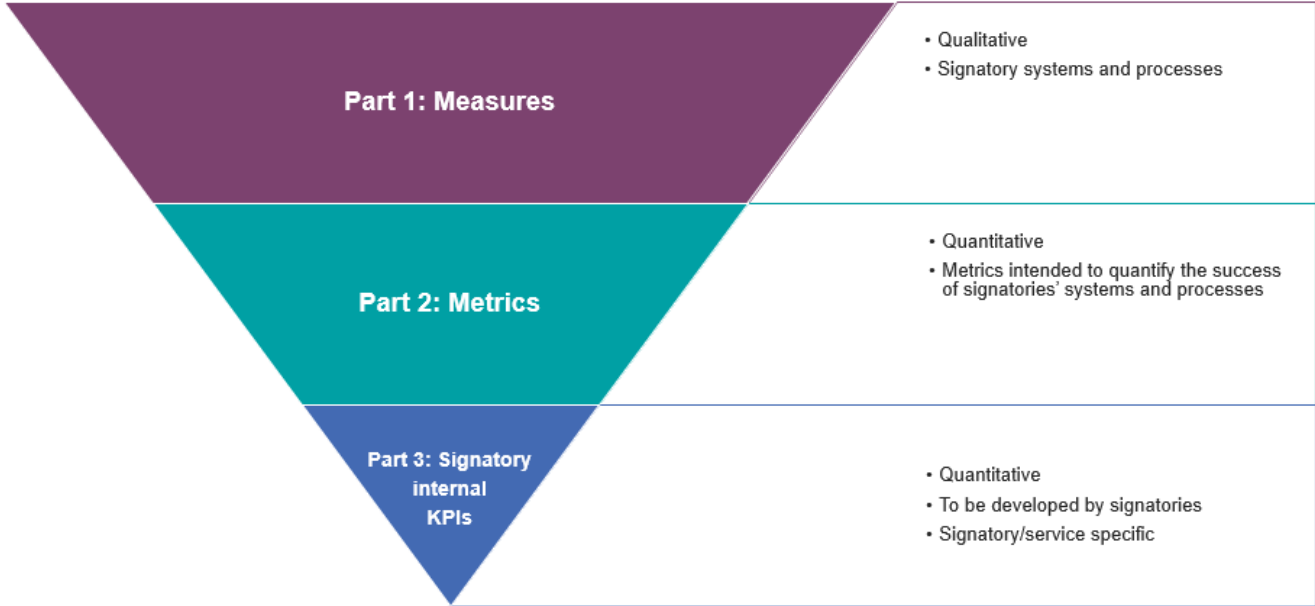 Part 1: Measures
• Qualitative
• Signatory systems and processes
Part 2: Metrics
• Quantitative
• Metrics intended to quantify the success
of signatories’ systems and processes
Part 3: Signatory
internal
KPIs
• Quantitative
• To be developed by signatories
• Signatory/service specific